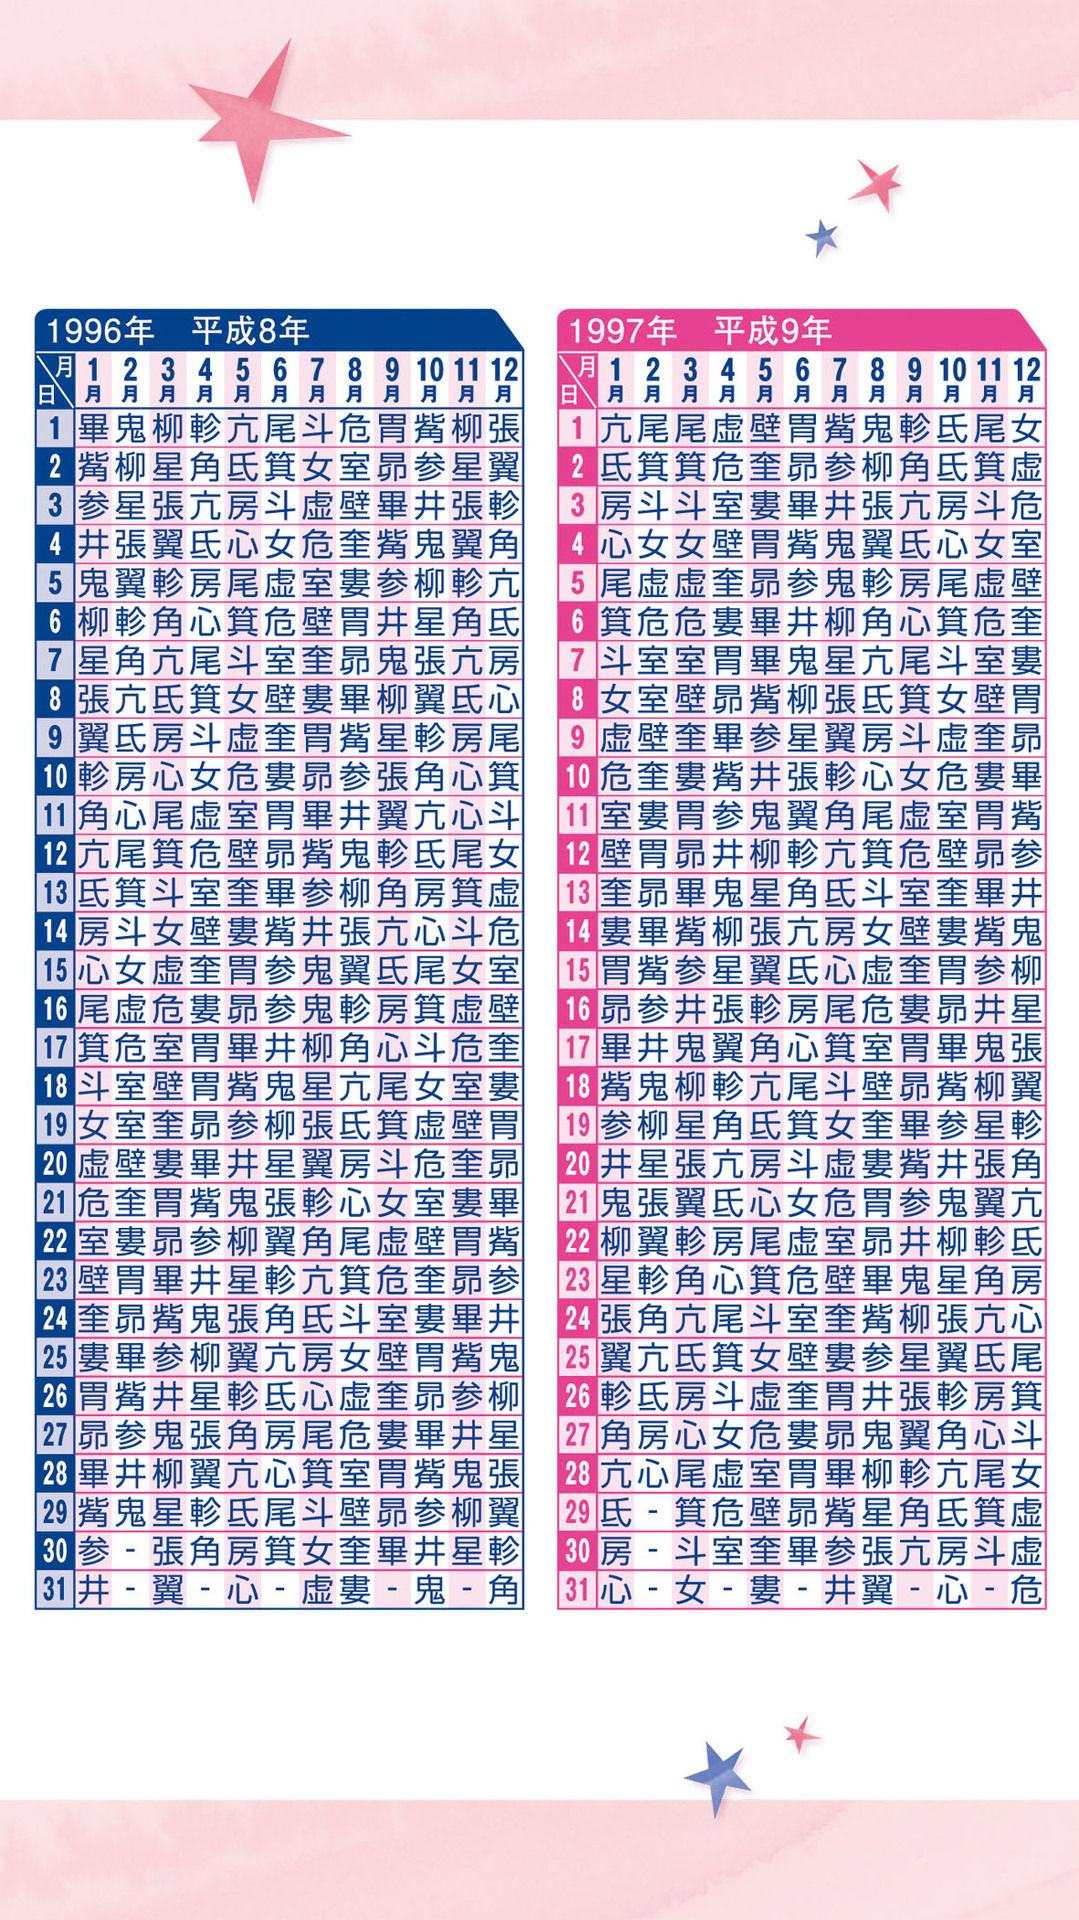 1996年 平成8年
月 日 1月 2月 3月 4月 5月 6月 7月 8月 9月 10月 11月 12月
1 畢 鬼 柳 軫 亢 尾 斗 危 胃 觜 柳 張
2 觜 柳 星 角 氐 箕 女 室 昴 参 星 翼
3 参 星 張 亢 房 斗 虚 壁 畢 井 張 軫
4 井 張 翼 氐 心 女 危 奎 觜 鬼 翼 角
5 鬼 翼 軫 房 尾 虚 室 婁 参 柳 軫 亢
6 柳 軫 角 心 箕 危 壁 胃 井 星 角 氐
7 星 角 亢 尾 斗 室 奎 昴 鬼 張 亢 房
8 張 亢 氐 箕 女 壁 婁 畢 柳 翼 氐 心
9 翼 氐 房 斗 虚 奎 胃 觜 星 軫 房 尾
10 軫 房 心 女 危 婁 昴 参 張 角 心 箕
11 角 心 尾 虚 室 胃 畢 井 翼 亢 心 斗
12 亢 尾 箕 危 壁 昴 觜 鬼 軫 氐 尾 女
13 氐 箕 斗 室 奎 畢 参 柳 角 房 箕 虚
14 房 斗 女 壁 婁 觜 井 張 亢 心 斗 危
15 心 女 虚 奎 胃 参 鬼 翼 氐 尾 女 室
16 尾 虚 危 婁 昴 参 鬼 軫 房 箕 虚 壁
17 箕 危 室 胃 畢 井 柳 角 心 斗 危 奎
18 斗 室 壁 胃 觜 鬼 星 亢 尾 女 室 婁
19 女 室 奎 昴 参 柳 張 氐 箕 虚 壁 胃
20 虚 壁 婁 畢 井 星 翼 房 斗 危 奎 昴
21 危 奎 胃 觜 鬼 張 軫 心 女 室 婁 畢
22 室 婁 昴 参 柳 翼 角 尾 虚 壁 胃 觜
23 壁 胃 畢 井 星 軫 亢 箕 危 奎 昴 参
24 奎 昴 觜 鬼 張 角 氐 斗 室 婁 畢 井
25 婁 畢 参 柳 翼 亢 房 女 壁 胃 觜 鬼
26 胃 觜 井 星 軫 氐 心 虚 奎 昴 参 柳
27 昴 参 鬼 張 角 房 尾 危 婁 畢 井 星
28 畢 井 柳 翼 亢 心 箕 室 胃 觜 鬼 張
29 觜 鬼 星 軫 氐 尾 斗 壁 昴 参 柳 翼
30 参 - 張 角 房 箕 女 奎 畢 井 星 軫
31 井 - 翼 - 心 - 虚 婁 - 鬼 - 角
1997年 平成9年
月 日 1月 2月 3月 4月 5月 6月 7月 8月 9月 10月 11月 12月
1 亢 尾 尾 虚 壁 胃 觜 鬼 軫 氐 尾 女
2 氐 箕 箕 危 奎 昴 参 柳 角 氐 箕 虚
3 房 斗 斗 室 婁 畢 井 張 亢 房 斗 危
4 心 女 女 壁 胃 觜 鬼 翼 氐 心 女 室
5 尾 虚 虚 奎 昴 参 鬼 軫 房 尾 虚 壁
6 箕 危 危 婁 畢 井 柳 角 心 箕 危 奎
7 斗 室 室 胃 畢 鬼 星 亢 尾 斗 室 婁
8 女 室 壁 昴 觜 柳 張 氐 箕 女 壁 胃
9 虚 壁 奎 畢 参 星 翼 房 斗 虚 奎 昴
10 危 奎 婁 觜 井 張 軫 心 女 危 婁 畢
11 室 婁 胃 参 鬼 翼 角 尾 虚 室 胃 觜
12 壁 胃 昴 井 柳 軫 亢 箕 危 壁 昴 参
13 奎 昴 畢 鬼 星 角 氐 斗 室 奎 畢 井
14 婁 畢 觜 柳 張 亢 房 女 壁 婁 觜 鬼
15 胃 觜 参 星 翼 氐 心 虚 奎 胃 参 柳
16 昴 参 井 張 軫 房 尾 危 婁 昴 井 星
17 畢 井 鬼 翼 角 心 箕 室 胃 畢 鬼 張
18 觜 鬼 柳 軫 亢 尾 斗 壁 昴 觜 柳 翼
19 参 柳 星 角 氐 箕 女 奎 畢 参 星 軫
20 井 星 張 亢 房 斗 虚 婁 觜 井 張 角
21 鬼 張 翼 氐 心 女 危 胃 参 鬼 翼 亢
22 柳 翼 軫 房 尾 虚 室 昴 井 柳 軫 氐
23 星 軫 角 心 箕 危 壁 畢 鬼 星 角 房
24 張 角 亢 尾 斗 室 奎 觜 柳 張 亢 心
25 翼 亢 氐 箕 女 壁 婁 参 星 翼 氐 尾
26 軫 氐 房 斗 虚 奎 胃 井 張 軫 房 箕
27 角 房 心 女 危 婁 昴 鬼 翼 角 心 斗
28 亢 心 尾 虚 室 胃 畢 柳 軫 亢 尾 女
29 氐 - 箕 危 壁 昴 觜 星 角 氐 箕 虚
30 房 - 斗 室 奎 畢 参 張 亢 房 斗 虚
31 心 - 女 - 婁 - 井 翼 - 心 - 危